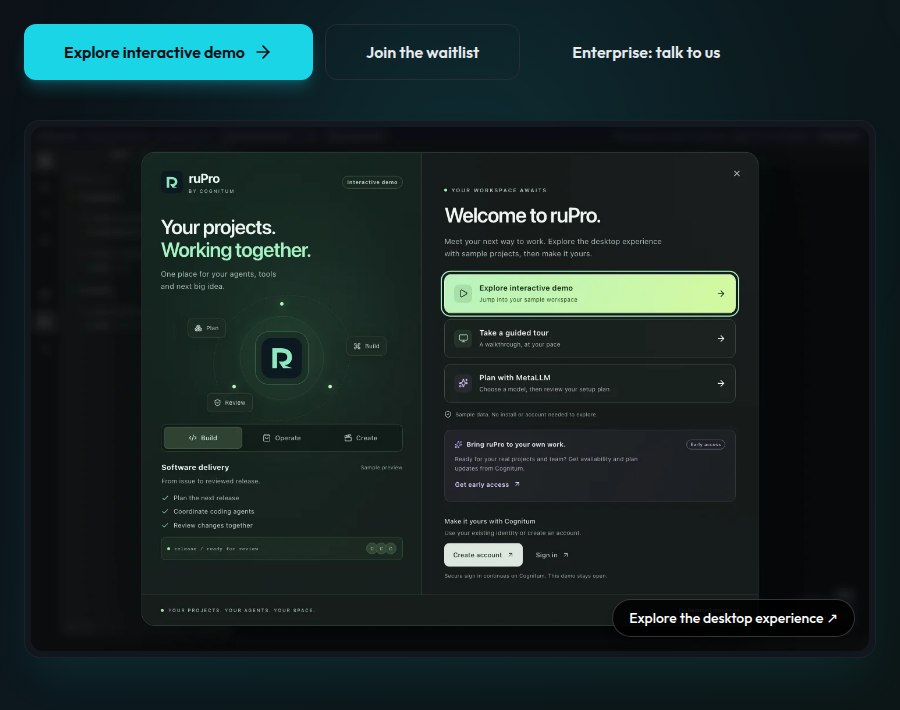 Explore interactive demo →
Join the waitlist
Enterprise: talk to us
ruPro
BY COGNITUM
Interactive demo
Your projects.
Working together.
One place for your agents, tools
and next big idea.
Plan
Build
Review
Build
Operate
Create
Software delivery
Sample preview
From issue to reviewed release.
Plan the next release
Coordinate coding agents
Review changes together
release / ready for review
YOUR PROJECTS. YOUR AGENTS. YOUR SPACE.
YOUR WORKSPACE AWAITS
Welcome to ruPro.
Meet your next way to work. Explore the desktop experience
with sample projects, then make it yours.
Explore interactive demo
Jump into your sample workspace
Take a guided tour
A walkthrough, at your pace
Plan with MetaLLM
Choose a model, then review your setup plan
Sample data. No install or account needed to explore.
Bring ruPro to your own work.
Early access
Ready for your real projects and team? Get availability and plan
updates from Cognitum.
Get early access ↗
Make it yours with Cognitum
Use your existing identity or create an account.
Create account ↗
Sign in ↗
Secure sign in continues on Cognitum. This demo stays open.
Explore the desktop experience ↗